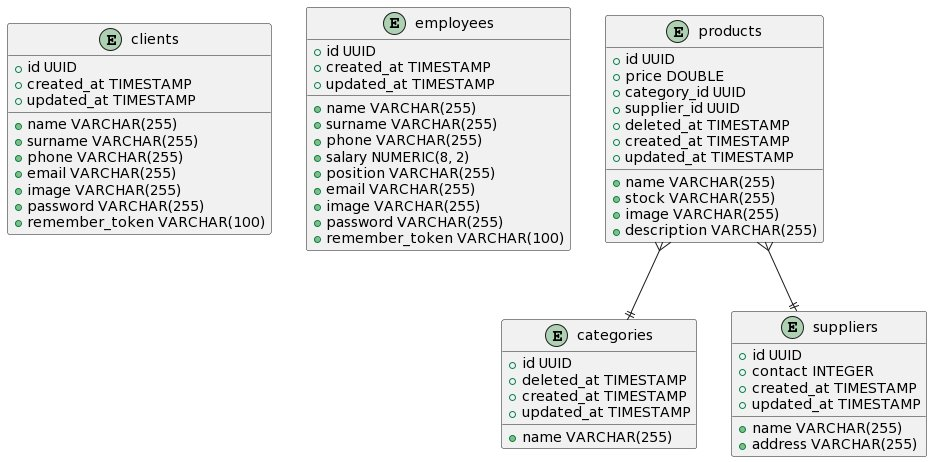 E clients
id UUID
created_at TIMESTAMP
updated_at TIMESTAMP
name VARCHAR(255)
surname VARCHAR(255)
phone VARCHAR(255)
email VARCHAR(255)
image VARCHAR(255)
password VARCHAR(255)
remember_token VARCHAR(100)
E employees
id UUID
created_at TIMESTAMP
updated_at TIMESTAMP
name VARCHAR(255)
surname VARCHAR(255)
phone VARCHAR(255)
salary NUMERIC(8, 2)
position VARCHAR(255)
email VARCHAR(255)
image VARCHAR(255)
password VARCHAR(255)
remember_token VARCHAR(100)
E products
id UUID
price DOUBLE
category_id UUID
supplier_id UUID
deleted_at TIMESTAMP
created_at TIMESTAMP
updated_at TIMESTAMP
name VARCHAR(255)
stock VARCHAR(255)
image VARCHAR(255)
description VARCHAR(255)
E categories
id UUID
deleted_at TIMESTAMP
created_at TIMESTAMP
updated_at TIMESTAMP
name VARCHAR(255)
E suppliers
id UUID
contact INTEGER
created_at TIMESTAMP
updated_at TIMESTAMP
name VARCHAR(255)
address VARCHAR(255)